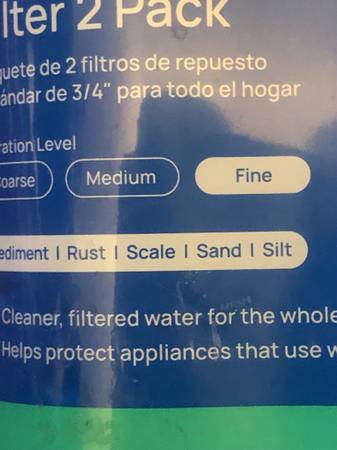 lter 2 Pack
quete de 2 filtros de repuesto
ándar de 3/4" para todo el hogar
ration Level
oarse Medium Fine
ediment | Rust | Scale | Sand | Silt
Cleaner, filtered water for the whole
Helps protect appliances that use w